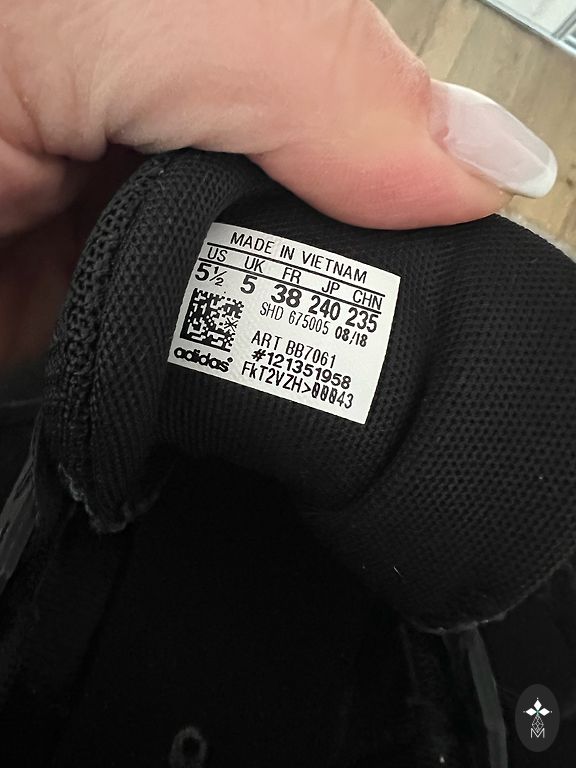 MADE IN VIETNAM
US UK FR JP CHN
5½ 5 38 240 235
SHD 675005 08/18
ART BB7061
#121351958
adidas
FkT2VZH>00043
M